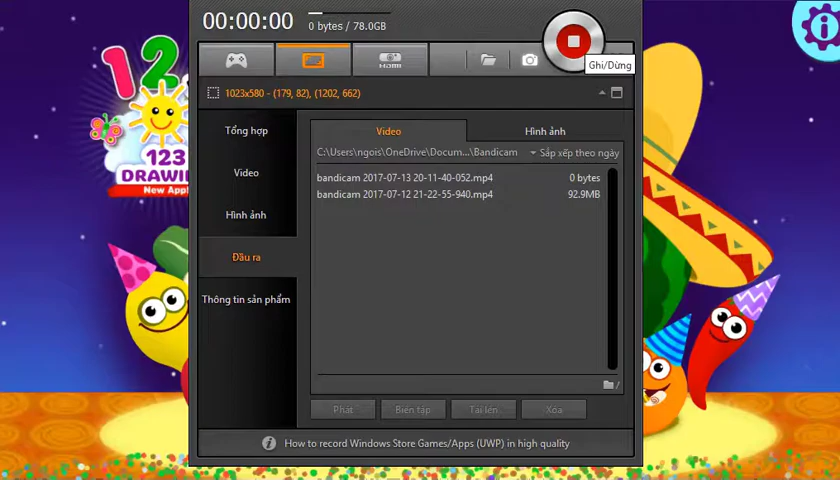 00:00:00
0 bytes / 78.0GB
HDMI
Ghi/Dừng
1023x580 - (179, 82), (1202, 662)
Tổng hợp
Video
Hình ảnh
Đầu ra
Thông tin sản phẩm
Video
Hình ảnh
C:\Users\ngois\OneDrive\Docum...\Bandicam
Sắp xếp theo ngày
bandicam 2017-07-13 20-11-40-052.mp4 0 bytes
bandicam 2017-07-12 21-22-55-940.mp4 92.9MB
Phát
Biên tập
Tải lên
Xóa
How to record Windows Store Games/Apps (UWP) in high quality
12
123
DRAWIN
New App!